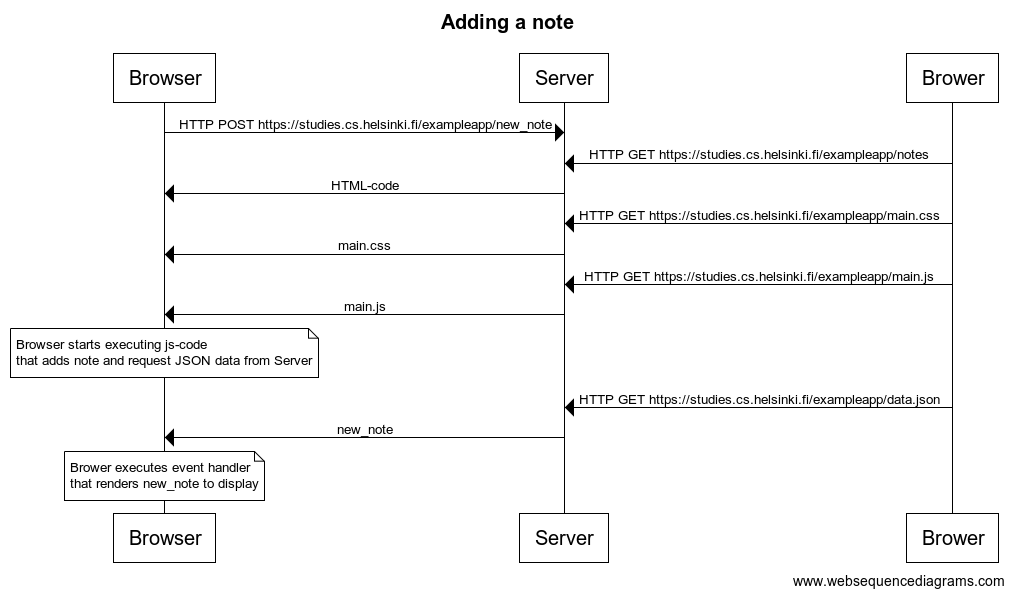 Adding a note
Browser
Server
Brower
HTTP POST https://studies.cs.helsinki.fi/exampleapp/new_note
HTTP GET https://studies.cs.helsinki.fi/exampleapp/notes
HTML-code
HTTP GET https://studies.cs.helsinki.fi/exampleapp/main.css
main.css
HTTP GET https://studies.cs.helsinki.fi/exampleapp/main.js
main.js
Browser starts executing js-code
that adds note and request JSON data from Server
HTTP GET https://studies.cs.helsinki.fi/exampleapp/data.json
new_note
Brower executes event handler
that renders new_note to display
Browser
Server
Brower
www.websequencediagrams.com